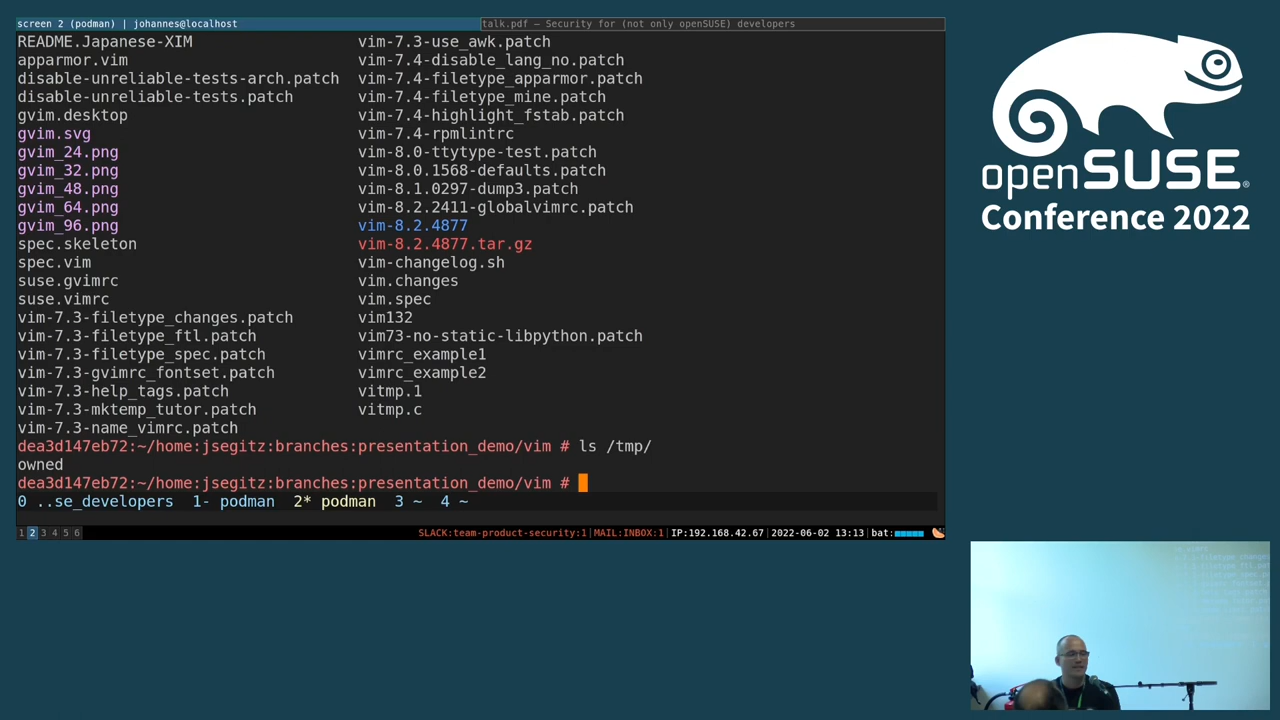 screen 2 (podman) | johannes@localhost
talk.pdf — Security for (not only openSUSE) developers
README.Japanese-XIM
vim-7.3-use_awk.patch
apparmor.vim
vim-7.4-disable_lang_no.patch
disable-unreliable-tests-arch.patch
vim-7.4-filetype_apparmor.patch
disable-unreliable-tests.patch
vim-7.4-filetype_mine.patch
gvim.desktop
vim-7.4-highlight_fstab.patch
gvim.svg
vim-7.4-rpmlintrc
gvim_24.png
vim-8.0-ttytype-test.patch
gvim_32.png
vim-8.0.1568-defaults.patch
gvim_48.png
vim-8.1.0297-dump3.patch
gvim_64.png
vim-8.2.2411-globalvimrc.patch
gvim_96.png
vim-8.2.4877
spec.skeleton
vim-8.2.4877.tar.gz
spec.vim
vim-changelog.sh
suse.gvimrc
vim.changes
suse.vimrc
vim.spec
vim-7.3-filetype_changes.patch
vim132
vim-7.3-filetype_ftl.patch
vim73-no-static-libpython.patch
vim-7.3-filetype_spec.patch
vimrc_example1
vim-7.3-gvimrc_fontset.patch
vimrc_example2
vim-7.3-help_tags.patch
vitmp.1
vim-7.3-mktemp_tutor.patch
vitmp.c
vim-7.3-name_vimrc.patch
dea3d147eb72:~/home:jsegitz:branches:presentation_demo/vim # ls /tmp/
owned
dea3d147eb72:~/home:jsegitz:branches:presentation_demo/vim #
0 ..se_developers 1- podman 2* podman 3 ~ 4 ~
1 2 3 4 5 6
SLACK:team-product-security:1|MAIL:INBOX:1|IP:192.168.42.67|2022-06-02 13:13|bat:
openSUSE®
Conference 2022